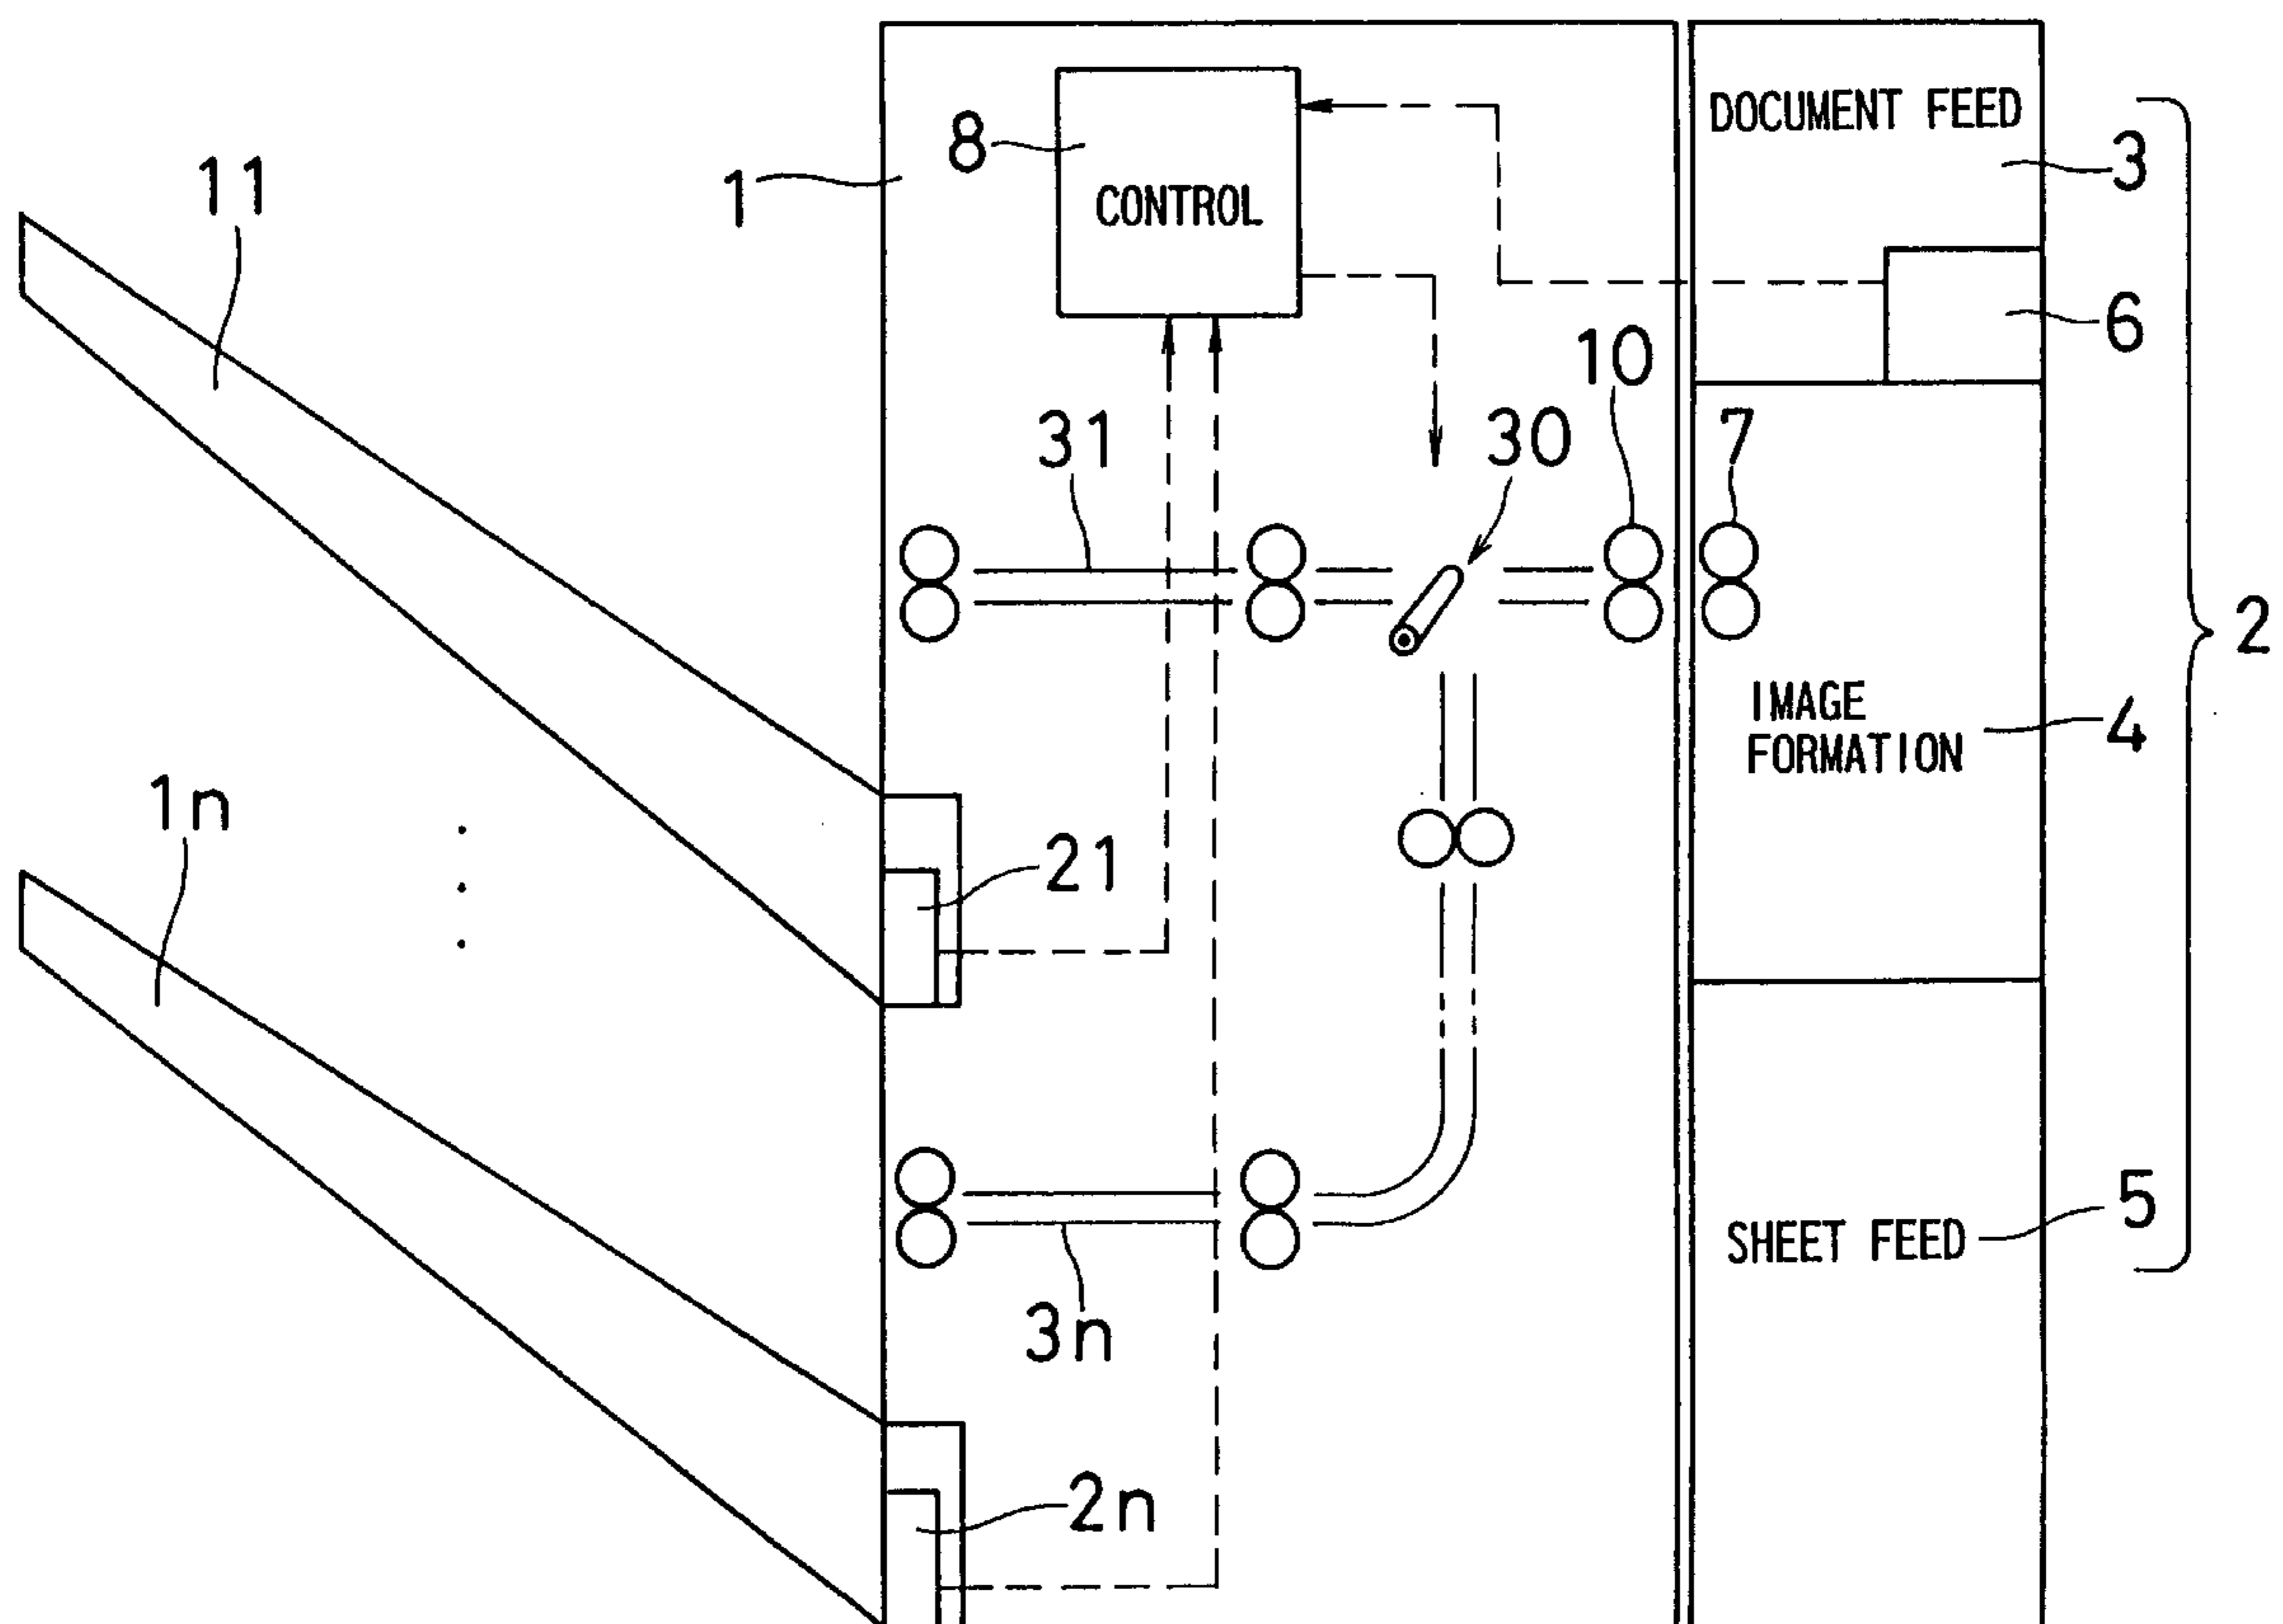 DOCUMENT FEED
8
3
11
1
CONTROL
6
10
31
30
7
2
IMAGE
4
FORMATION
1n
21
5
SHEET FEED
3n
2n